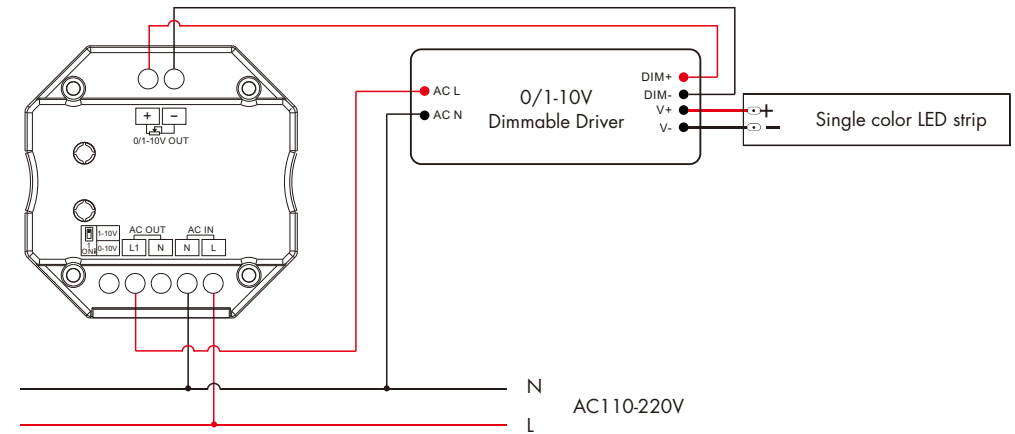 + −
0/1-10V OUT
1-10V
0-10V
1
ON
AC OUT
AC IN
L1 N N L
AC L
AC N
0/1-10V
Dimmable Driver
DIM+
DIM-
V+
V-
+
−
Single color LED strip
N
AC110-220V
L